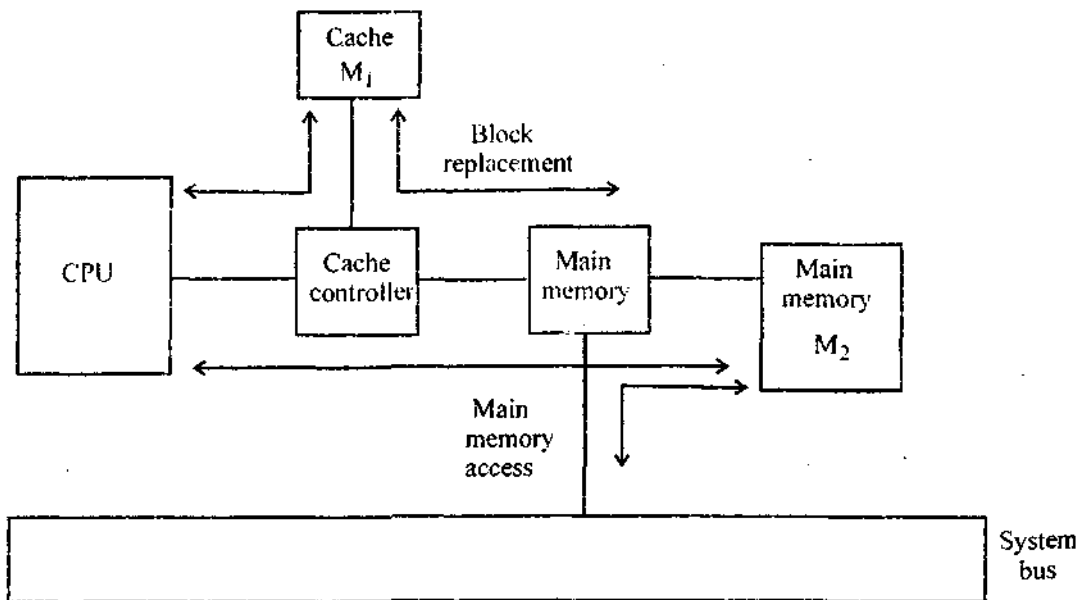 Cache
M1
Block
replacement
CPU
Cache
controller
Main
memory
Main
memory
M2
Main
memory
access
System
bus